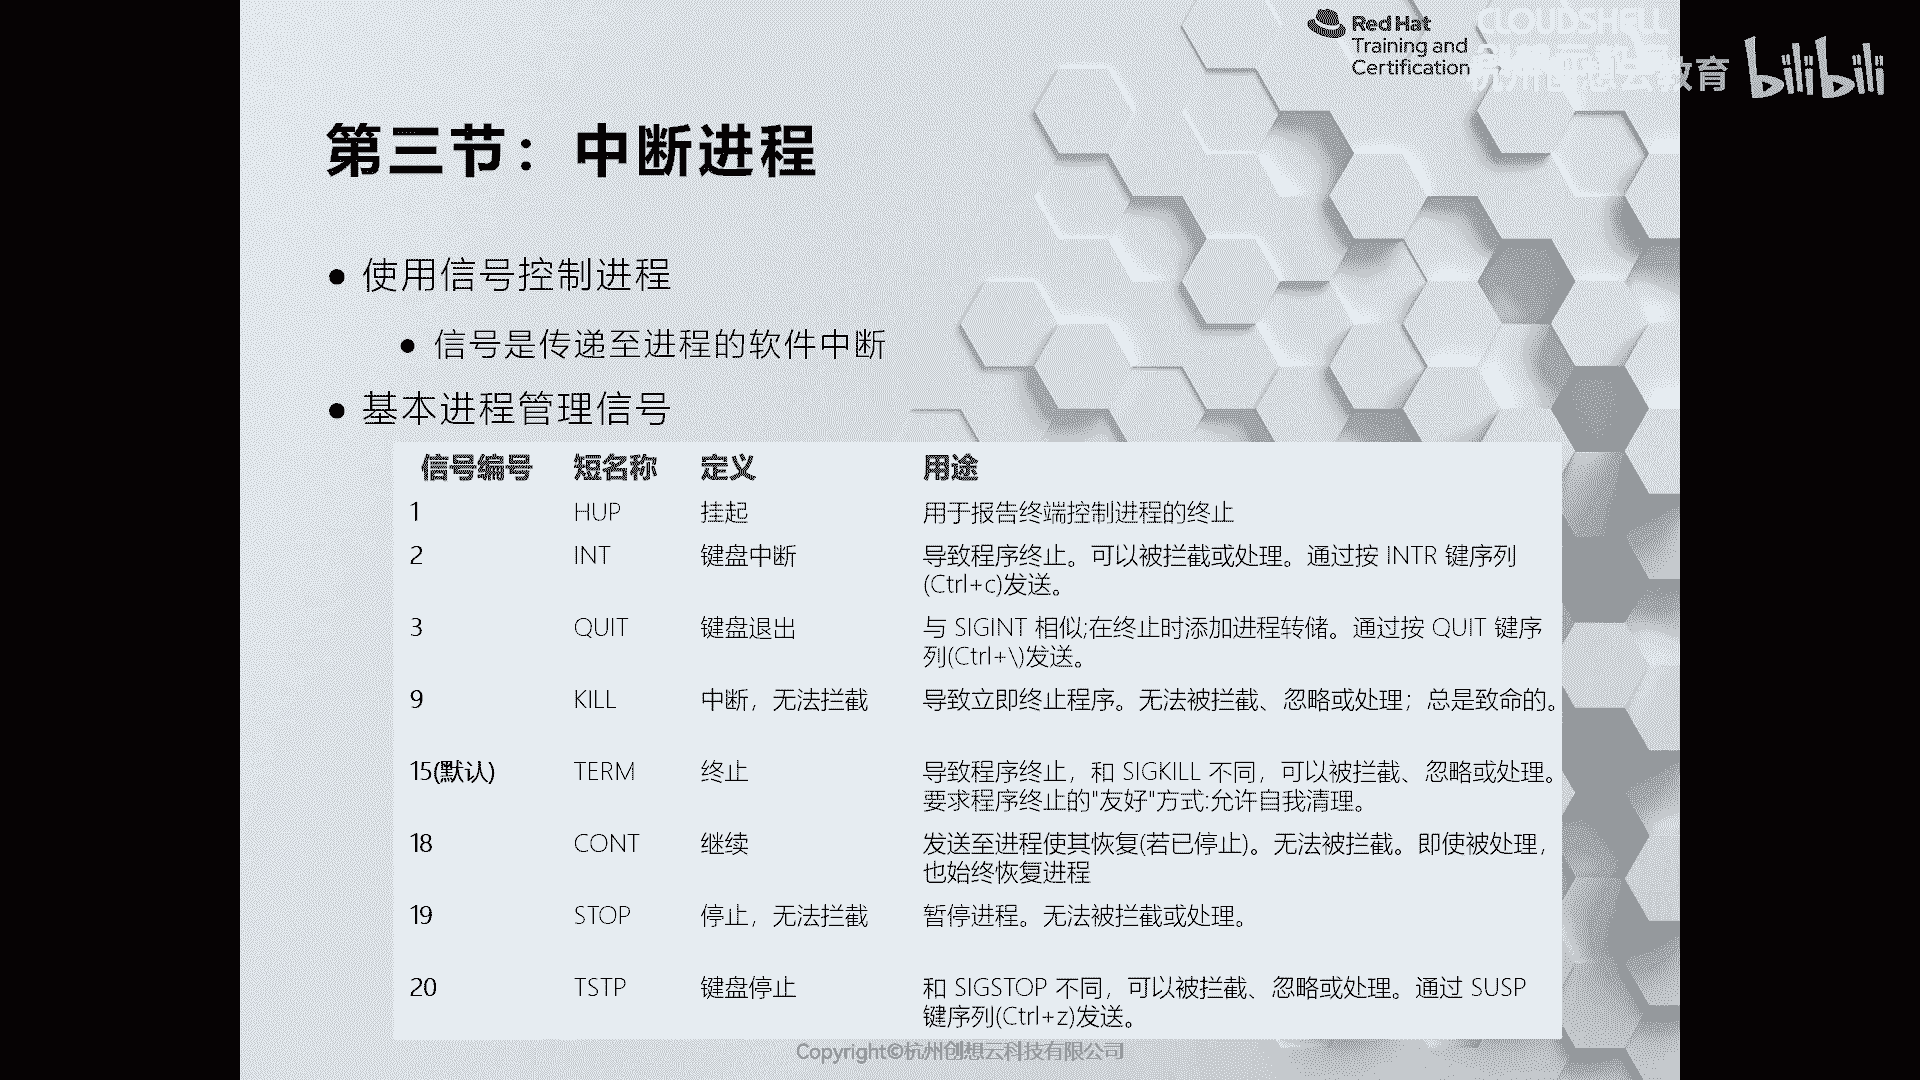 Red Hat
Training and
Certification
CLOUDSHELL
教育 bilibili
第三节：中断进程
● 使用信号控制进程
● 信号是传递至进程的软件中断
● 基本进程管理信号
信号编号 短名称 定义 用途
1 HUP 挂起 用于报告终端控制进程的终止
2 INT 键盘中断 导致程序终止。可以被拦截或处理。通过按 INTR 键序列
(Ctrl+c)发送。
3 QUIT 键盘退出 与 SIGINT 相似;在终止时添加进程转储。通过按 QUIT 键序
列(Ctrl+\)发送。
9 KILL 中断，无法拦截 导致立即终止程序。无法被拦截、忽略或处理；总是致命的。
15(默认) TERM 终止 导致程序终止，和 SIGKILL 不同，可以被拦截、忽略或处理。
要求程序终止的"友好"方式:允许自我清理。
18 CONT 继续 发送至进程使其恢复(若已停止)。无法被拦截。即使被处理，
也始终恢复进程
19 STOP 停止，无法拦截 暂停进程。无法被拦截或处理。
20 TSTP 键盘停止 和 SIGSTOP 不同，可以被拦截、忽略或处理。通过 SUSP
键序列(Ctrl+z)发送。
Copyright©杭州创想云科技有限公司